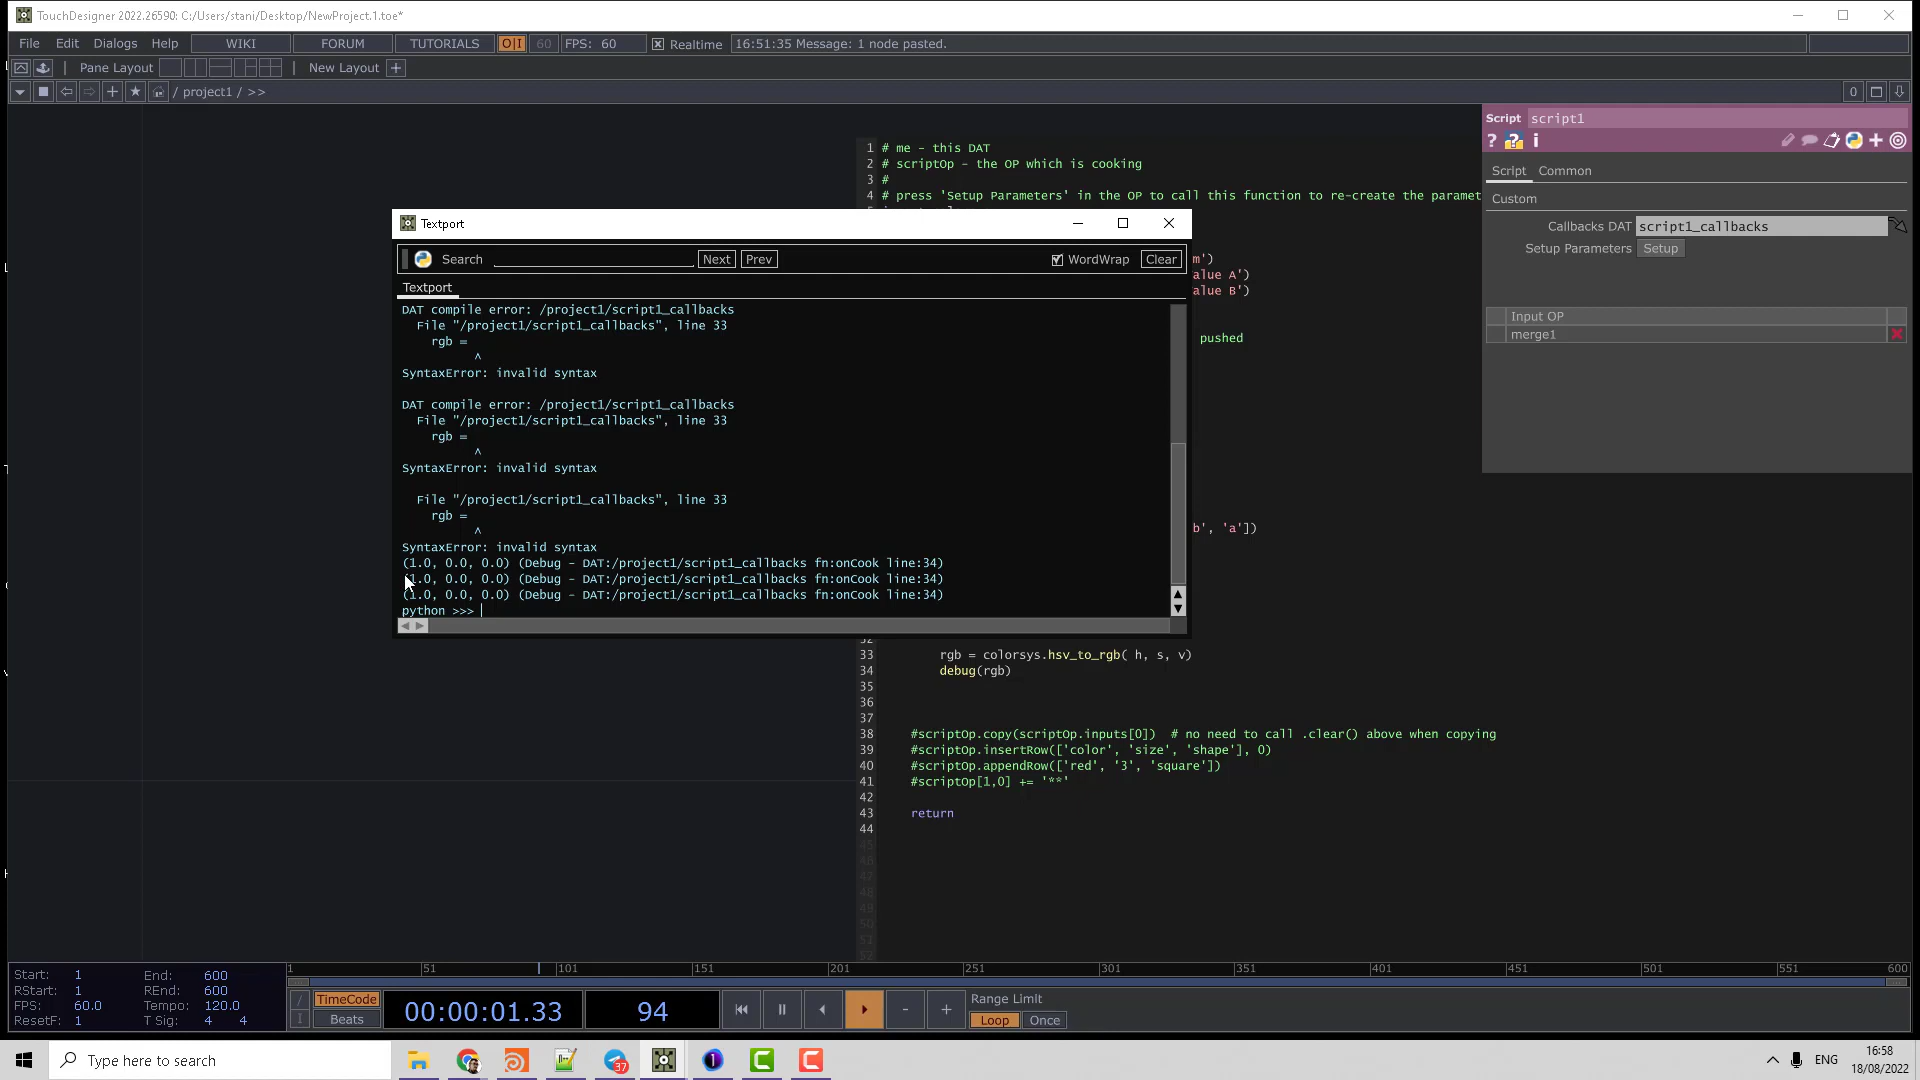 TouchDesigner 2022.26590: C:/Users/stani/Desktop/NewProject.1.toe*
File Edit Dialogs Help WIKI FORUM TUTORIALS O|I 60 FPS: 60 Realtime 16:51:35 Message: 1 node pasted.
Pane Layout New Layout +
/ project1 / >> 0
Script script1
? ? i
Script Common
Custom
Callbacks DAT script1_callbacks
Setup Parameters Setup
Input OP
merge1
1 # me - this DAT
2 # scriptOp - the OP which is cooking
3 #
4 # press 'Setup Parameters' in the OP to call this function to re-create the paramet
m')
alue A')
alue B')
pushed
b', 'a'])
Textport
Search Next Prev WordWrap Clear
Textport
DAT compile error: /project1/script1_callbacks
File "/project1/script1_callbacks", line 33
rgb =
^
SyntaxError: invalid syntax
DAT compile error: /project1/script1_callbacks
File "/project1/script1_callbacks", line 33
rgb =
^
SyntaxError: invalid syntax
File "/project1/script1_callbacks", line 33
rgb =
^
SyntaxError: invalid syntax
(1.0, 0.0, 0.0) (Debug - DAT:/project1/script1_callbacks fn:onCook line:34)
(1.0, 0.0, 0.0) (Debug - DAT:/project1/script1_callbacks fn:onCook line:34)
(1.0, 0.0, 0.0) (Debug - DAT:/project1/script1_callbacks fn:onCook line:34)
python >>>
32
33 rgb = colorsys.hsv_to_rgb( h, s, v)
34 debug(rgb)
35
36
37
38 #scriptOp.copy(scriptOp.inputs[0]) # no need to call .clear() above when copying
39 #scriptOp.insertRow(['color', 'size', 'shape'], 0)
40 #scriptOp.appendRow(['red', '3', 'square'])
41 #scriptOp[1,0] += '**'
42
43 return
44
45
46
47
48
49
50
51
52
1 51 101 151 201 251 301 351 401 451 501 551 600
Start: 1 End: 600
RStart: 1 REnd: 600
FPS: 60.0 Tempo: 120.0
ResetF: 1 T Sig: 4 4
TimeCode
Beats
00:00:01.33 94
Range Limit
Loop Once
Type here to search
37
ENG
16:58
18/08/2022